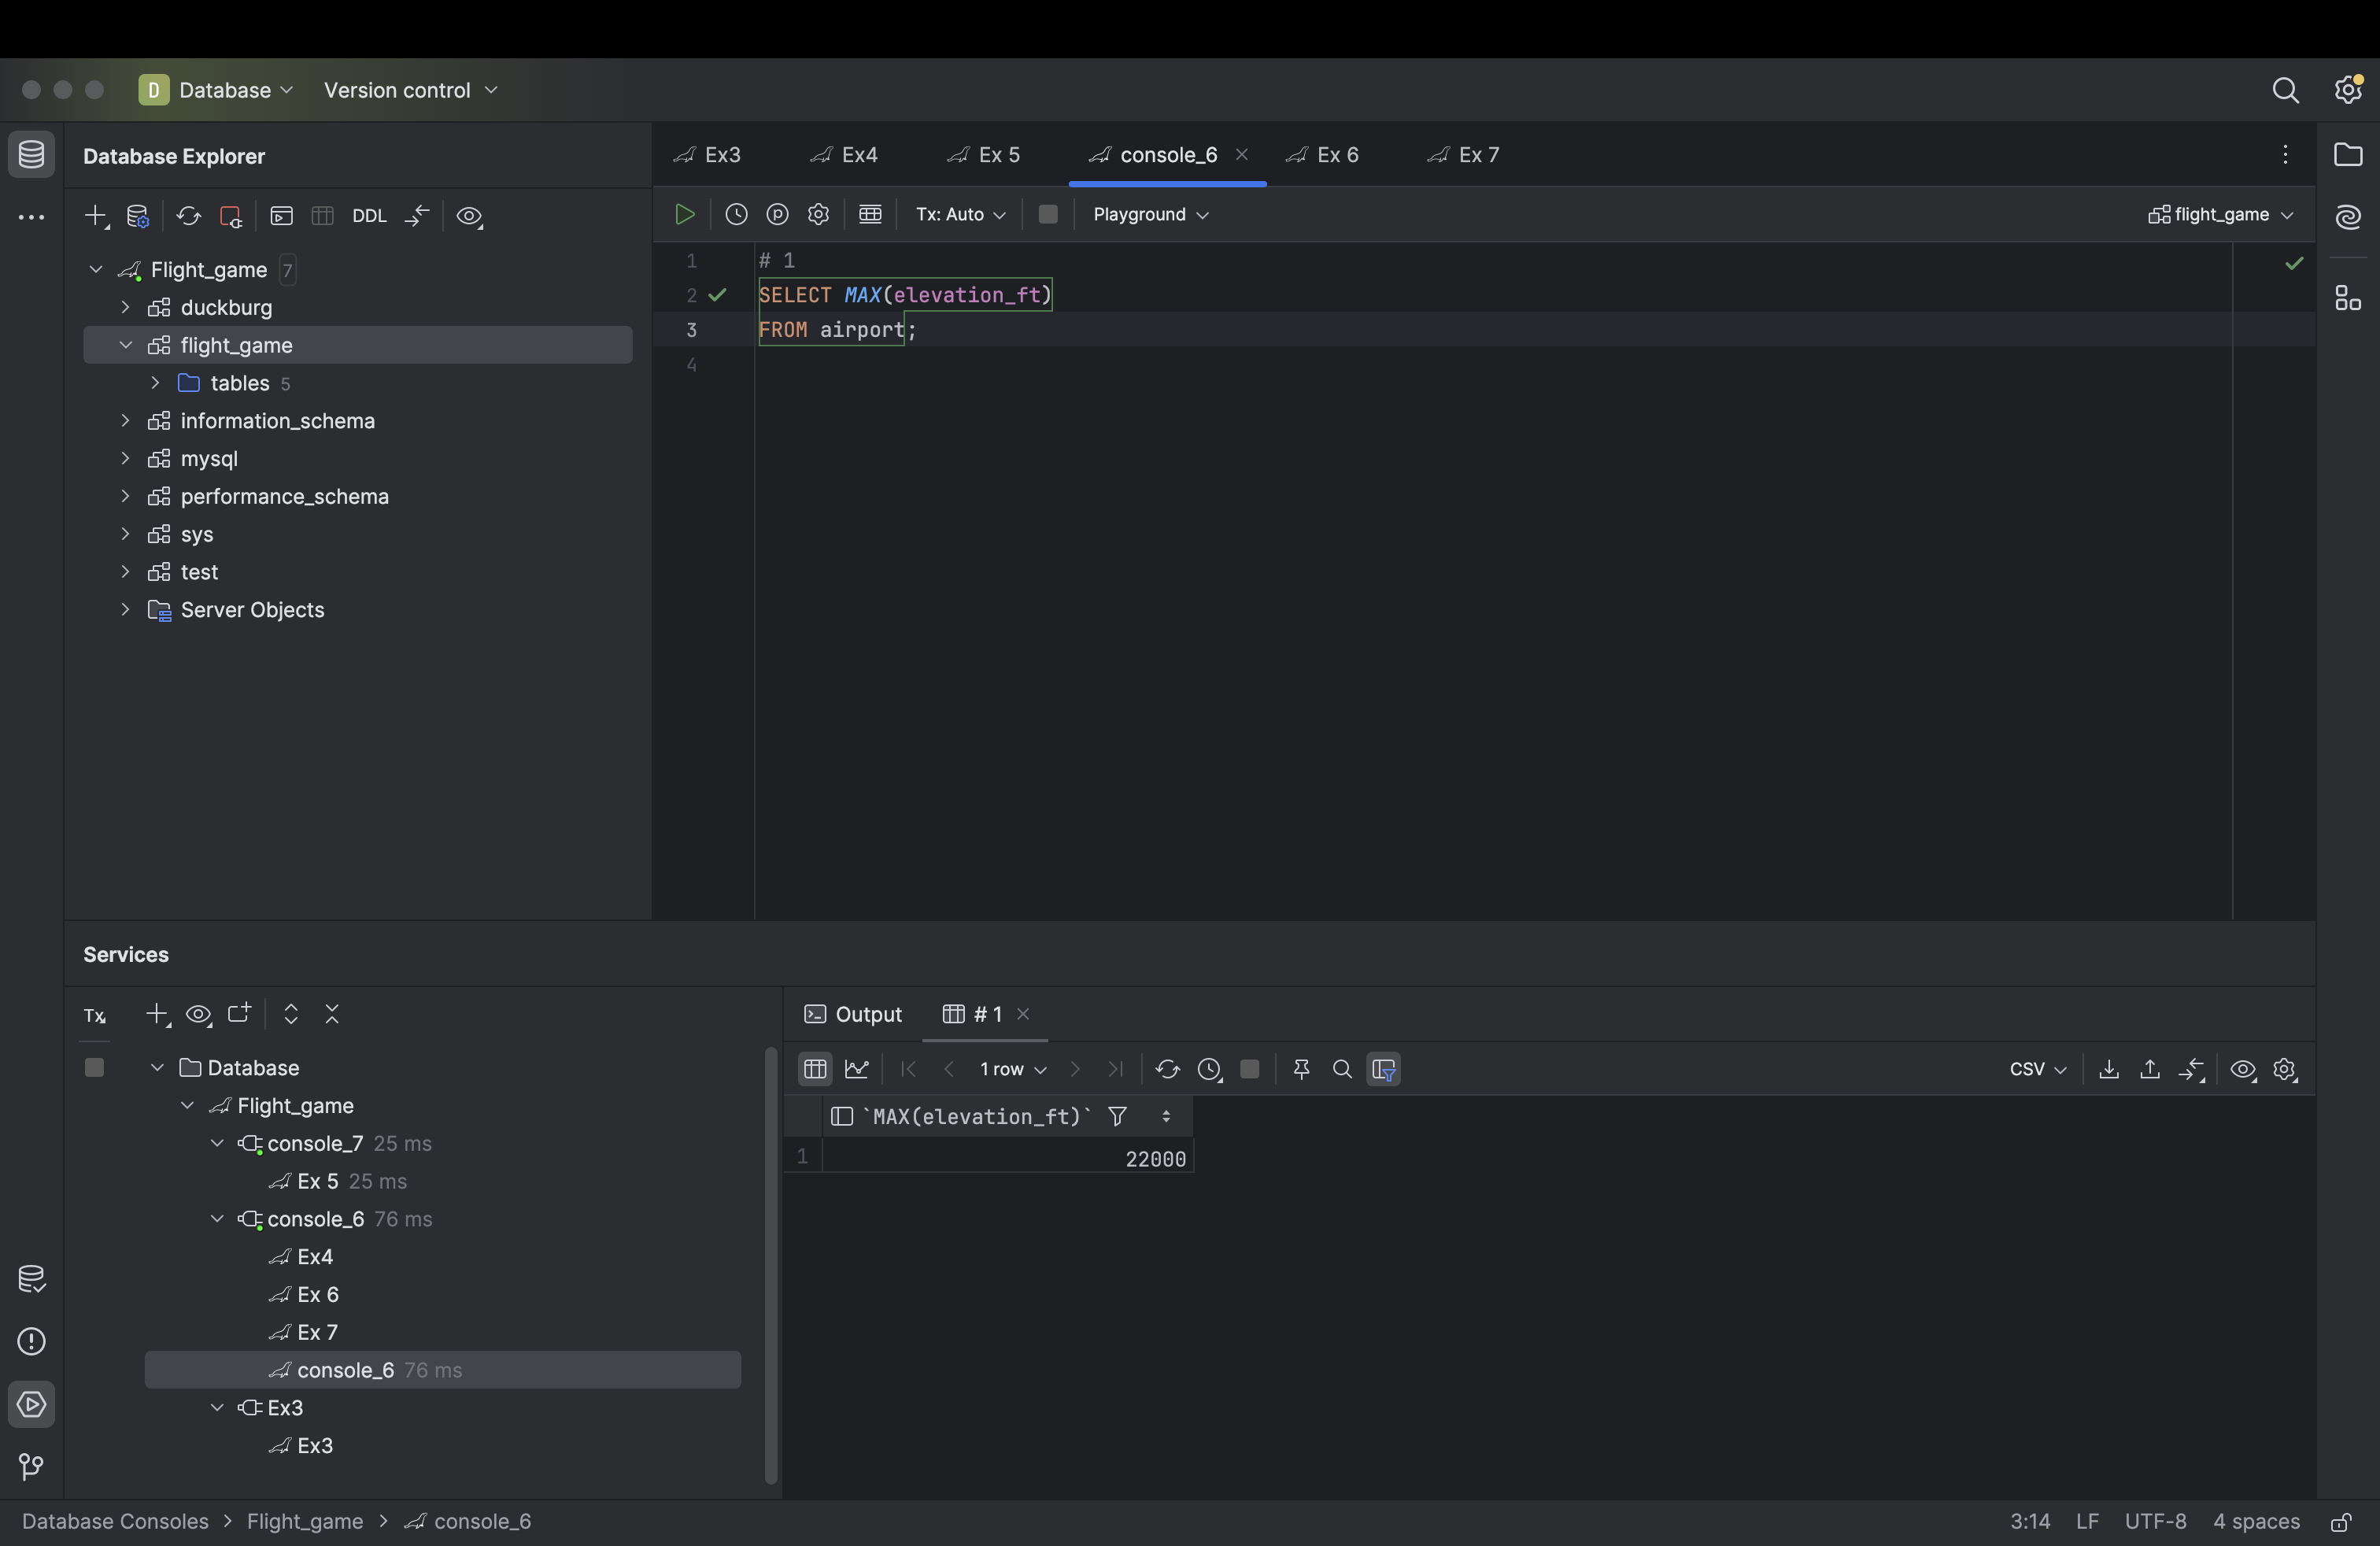 D Database Version control
Database Explorer
DDL
Flight_game 7
duckburg
flight_game
tables 5
information_schema
mysql
performance_schema
sys
test
Server Objects
Ex3 Ex4 Ex 5 console_6 Ex 6 Ex 7
Tx: Auto Playground flight_game
1 # 1
2 SELECT MAX(elevation_ft)
3 FROM airport;
4
Services
Tx
Database
Flight_game
console_7 25 ms
Ex 5 25 ms
console_6 76 ms
Ex4
Ex 6
Ex 7
console_6 76 ms
Ex3
Ex3
Output # 1
1 row CSV
`MAX(elevation_ft)`
1 22000
Database Consoles > Flight_game > console_6 3:14 LF UTF-8 4 spaces